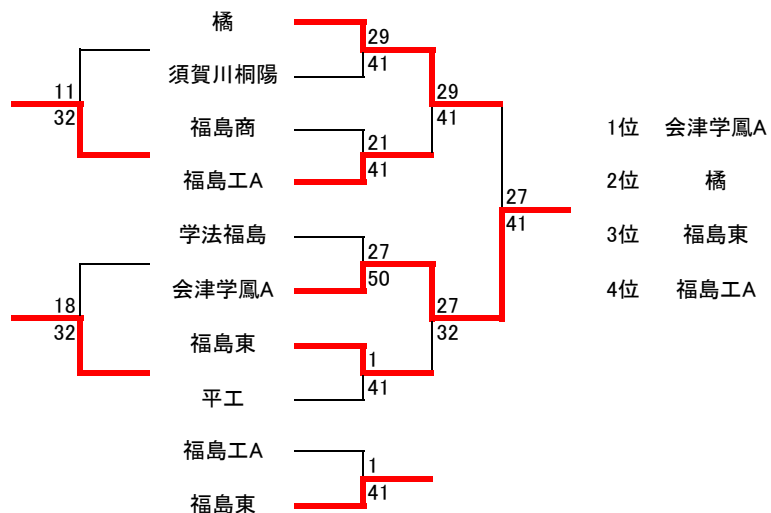 橘
29
須賀川桐陽
41
11
32
29
41
福島商
21
福島工A
41
1位 会津学鳳A
2位 橘
3位 福島東
4位 福島工A
27
41
学法福島
27
会津学鳳A
50
18
32
27
32
福島東
1
平工
41
福島工A
1
福島東
41